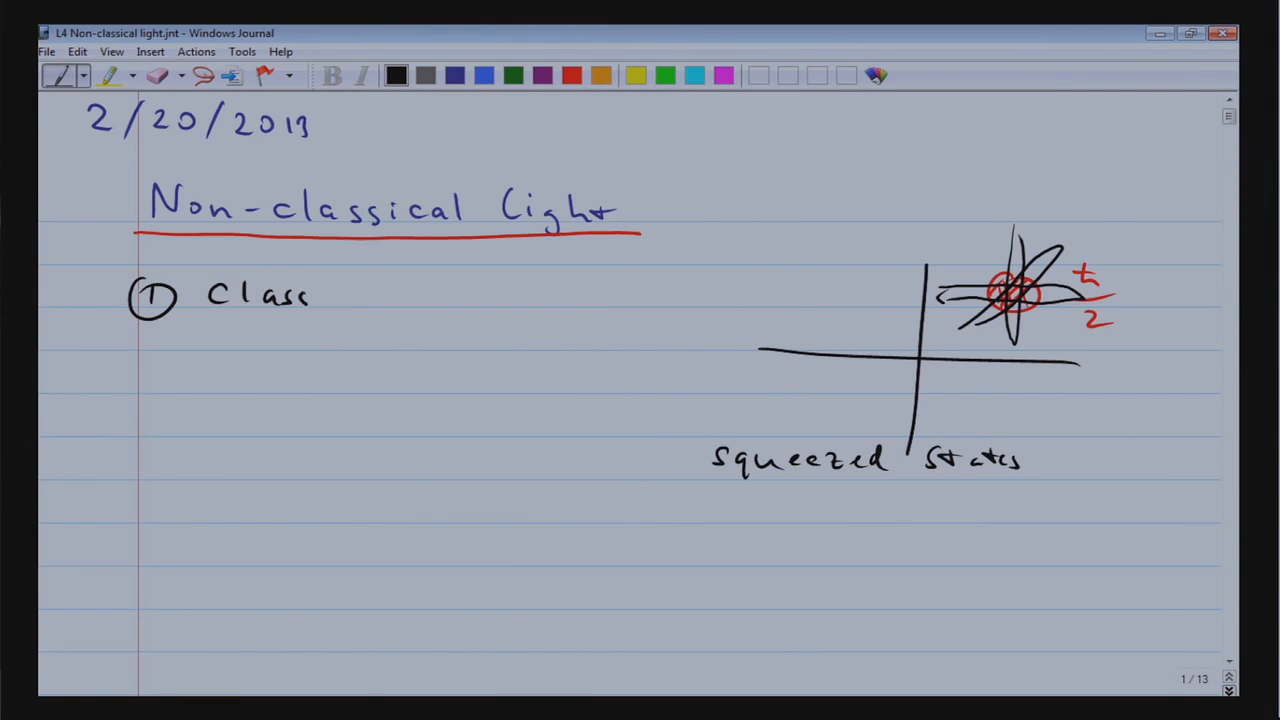 L4 Non-classical light.jnt - Windows Journal
File Edit View Insert Actions Tools Help
B I
2/20/2013
Non-classical light
① Class
ħ
2
squeezed states
1 / 13